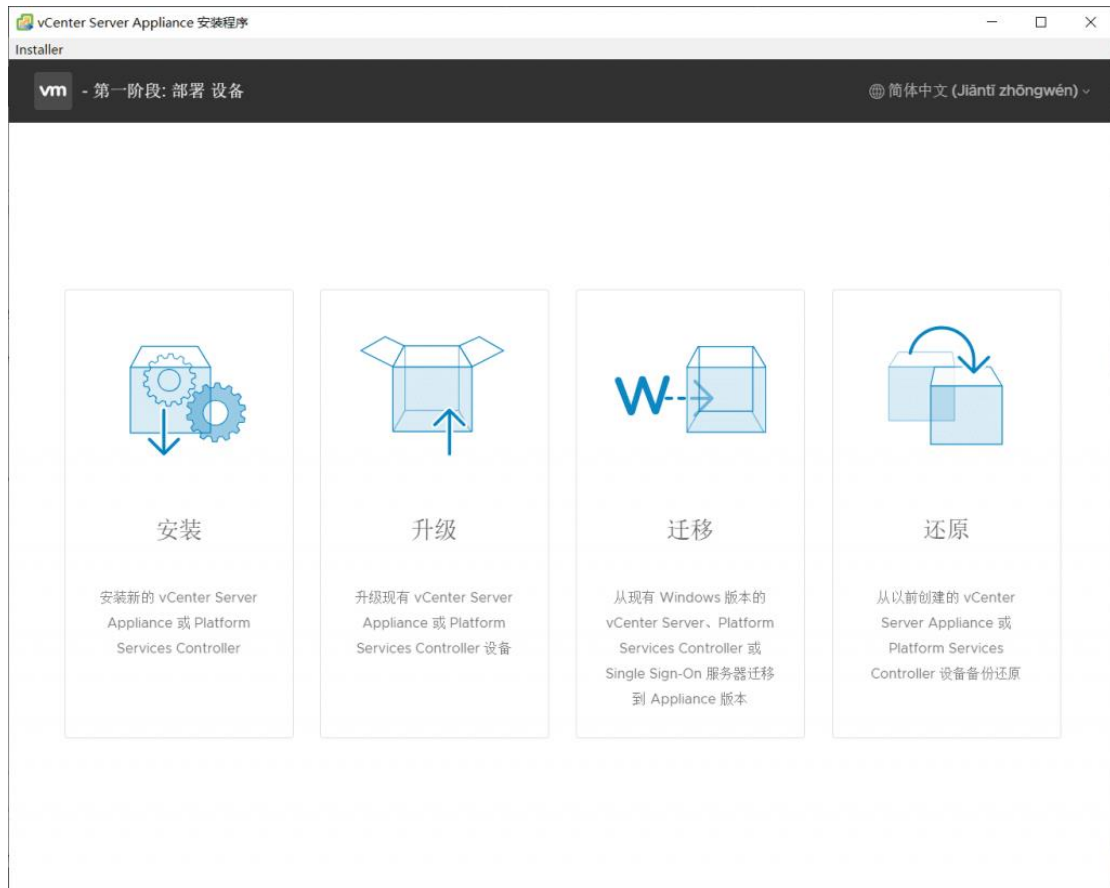 vCenter Server Appliance 安装程序
Installer
vm - 第一阶段: 部署 设备
简体中文 (Jiāntǐ zhōngwén)
安装
安装新的 vCenter Server
Appliance 或 Platform
Services Controller
升级
升级现有 vCenter Server
Appliance 或 Platform
Services Controller 设备
W
迁移
从现有 Windows 版本的
vCenter Server、Platform
Services Controller 或
Single Sign-On 服务器迁移
到 Appliance 版本
还原
从以前创建的 vCenter
Server Appliance 或
Platform Services
Controller 设备备份还原